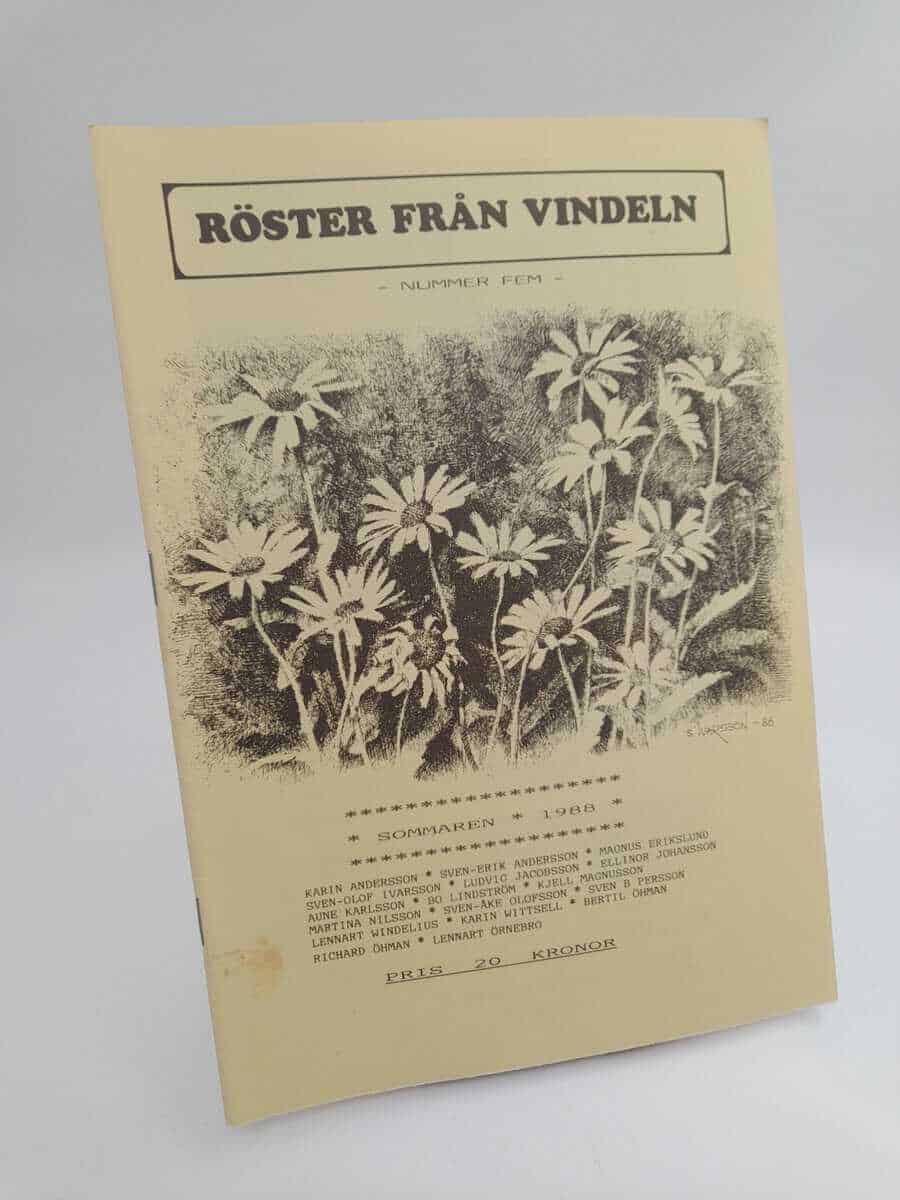 RÖSTER FRÅN VINDELN
- NUMMER FEM -
- 86
*******************
* SOMMAREN * 1988 *
*******************
KARIN ANDERSSON * SVEN-ERIK ANDERSSON * MAGNUS ERIKSLUND
SVEN-OLOF IVARSSON * LUDVIG JACOBSSON * ELLINOR JOHANSSON
AUNE KARLSSON * BO LINDSTRÖM * KJELL MAGNUSSON
MARTINA NILSSON * SVEN-ÅKE OLOFSSON * SVEN B PERSSON
LENNART WINDELIUS * KARIN WITTSELL * BERTIL ÖHMAN
RICHARD ÖHMAN * LENNART ÖRNEBRO
PRIS 20 KRONOR